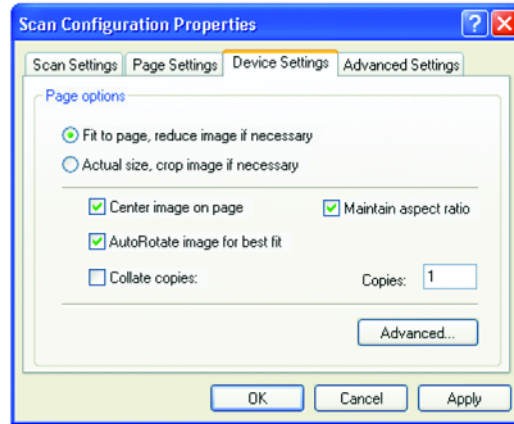 Scan Configuration Properties
Scan Settings Page Settings Device Settings Advanced Settings
Page options
Fit to page, reduce image if necessary
Actual size, crop image if necessary
Center image on page Maintain aspect ratio
AutoRotate image for best fit
Collate copies: Copies: 1
Advanced...
OK Cancel Apply